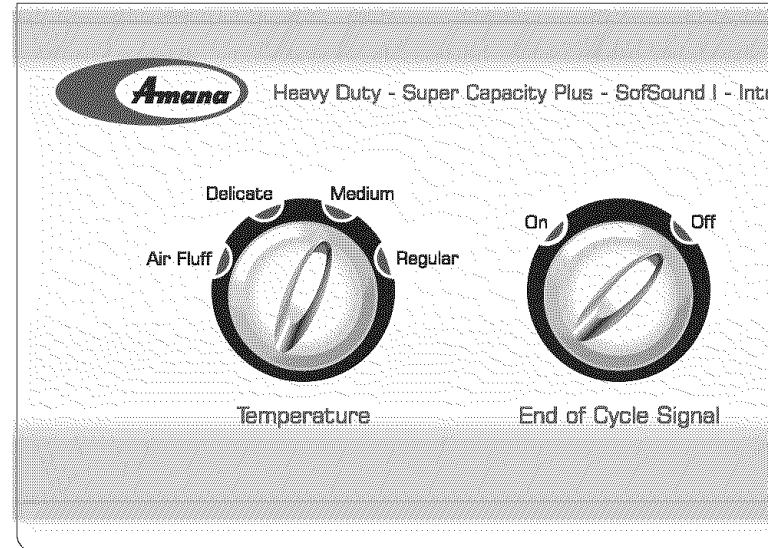 Amana
Heavy Duty - Super Capacity Plus - SofSound I - Inte
Delicate Medium
Air Fluff Regular
On Off
Temperature
End of Cycle Signal